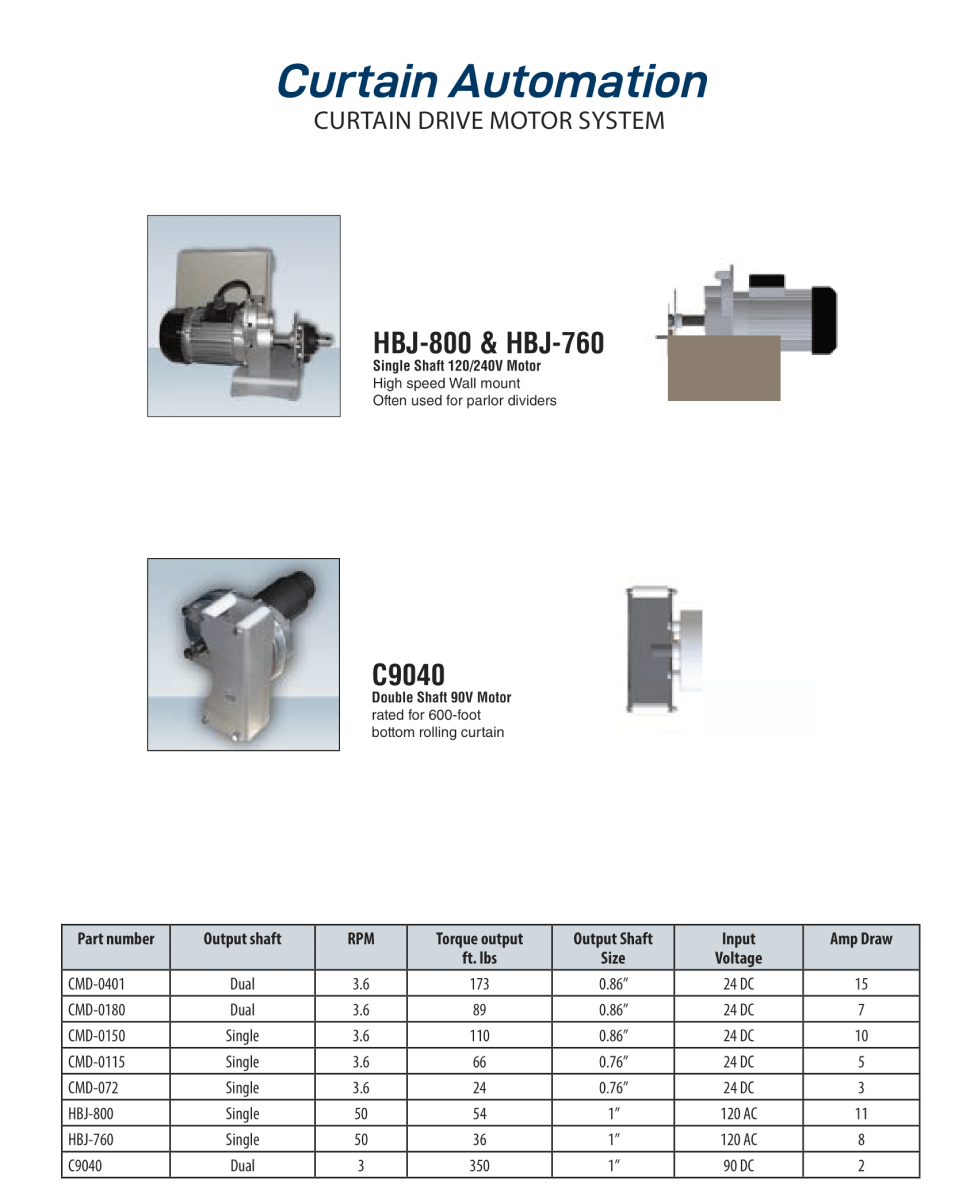 Curtain Automation
CURTAIN DRIVE MOTOR SYSTEM
HBJ-800 & HBJ-760
Single Shaft 120/240V Motor
High speed Wall mount
Often used for parlor dividers
C9040
Double Shaft 90V Motor
rated for 600-foot
bottom rolling curtain
Part number Output shaft RPM Torque output ft. lbs Output Shaft Size Input Voltage Amp Draw
CMD-0401 Dual 3.6 173 0.86″ 24 DC 15
CMD-0180 Dual 3.6 89 0.86″ 24 DC 7
CMD-0150 Single 3.6 110 0.86″ 24 DC 10
CMD-0115 Single 3.6 66 0.76″ 24 DC 5
CMD-072 Single 3.6 24 0.76″ 24 DC 3
HBJ-800 Single 50 54 1″ 120 AC 11
HBJ-760 Single 50 36 1″ 120 AC 8
C9040 Dual 3 350 1″ 90 DC 2